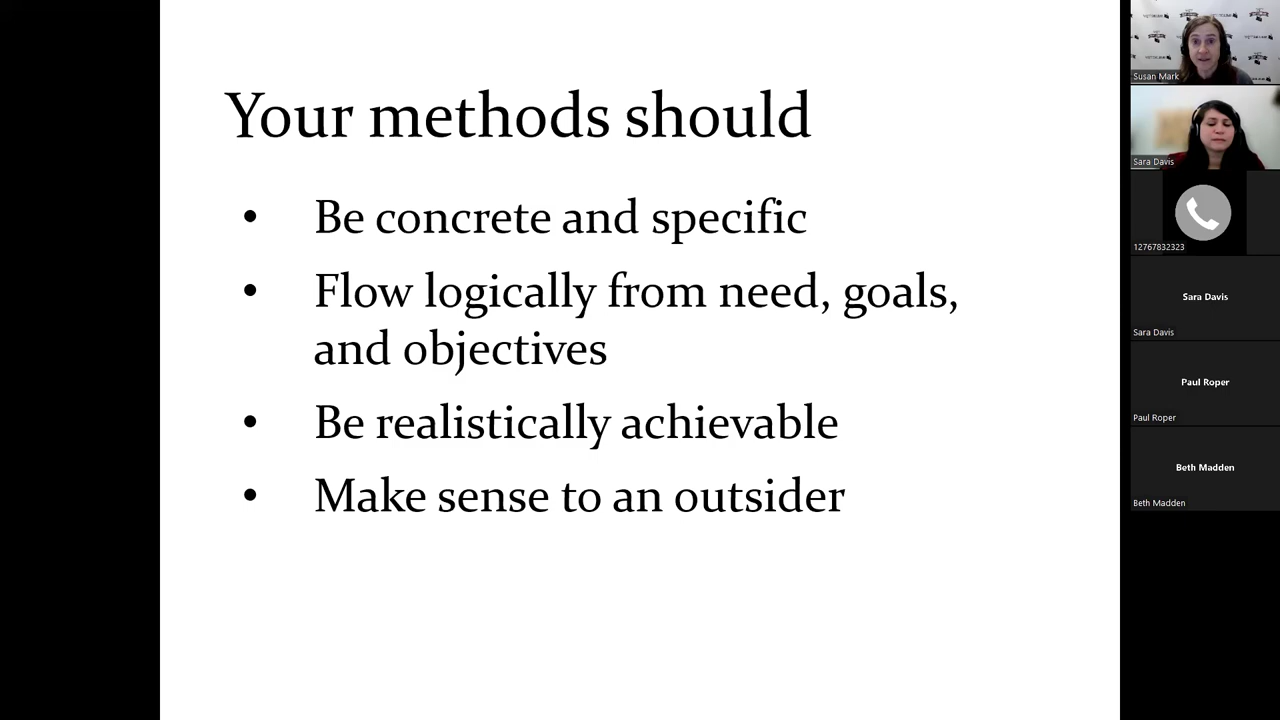 Your methods should
• Be concrete and specific
• Flow logically from need, goals,
and objectives
• Be realistically achievable
• Make sense to an outsider
Susan Mark
Sara Davis
12767832323
Sara Davis
Sara Davis
Paul Roper
Paul Roper
Beth Madden
Beth Madden